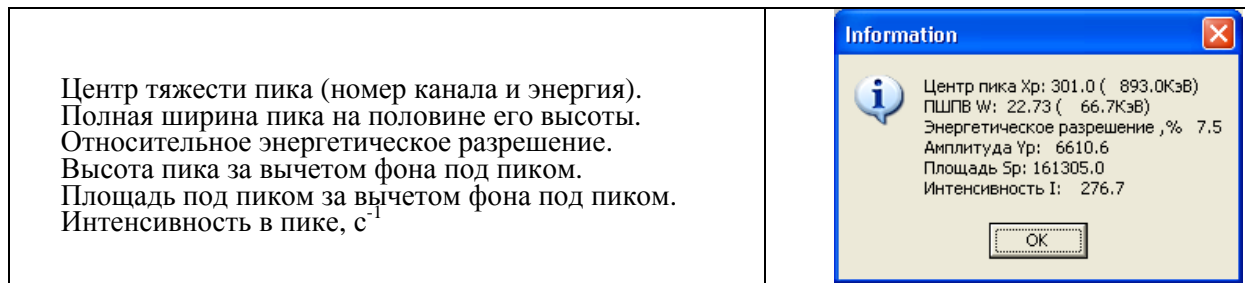 Центр тяжести пика (номер канала и энергия).
Полная ширина пика на половине его высоты.
Относительное энергетическое разрешение.
Высота пика за вычетом фона под пиком.
Площадь под пиком за вычетом фона под пиком.
Интенсивность в пике, с⁻¹
Information
Центр пика Xp: 301.0 ( 893.0КэВ)
ПШПВ W: 22.73 ( 66.7КэВ)
Энергетическое разрешение ,% 7.5
Амплитуда Yp: 6610.6
Площадь Sp: 161305.0
Интенсивность I: 276.7
OK